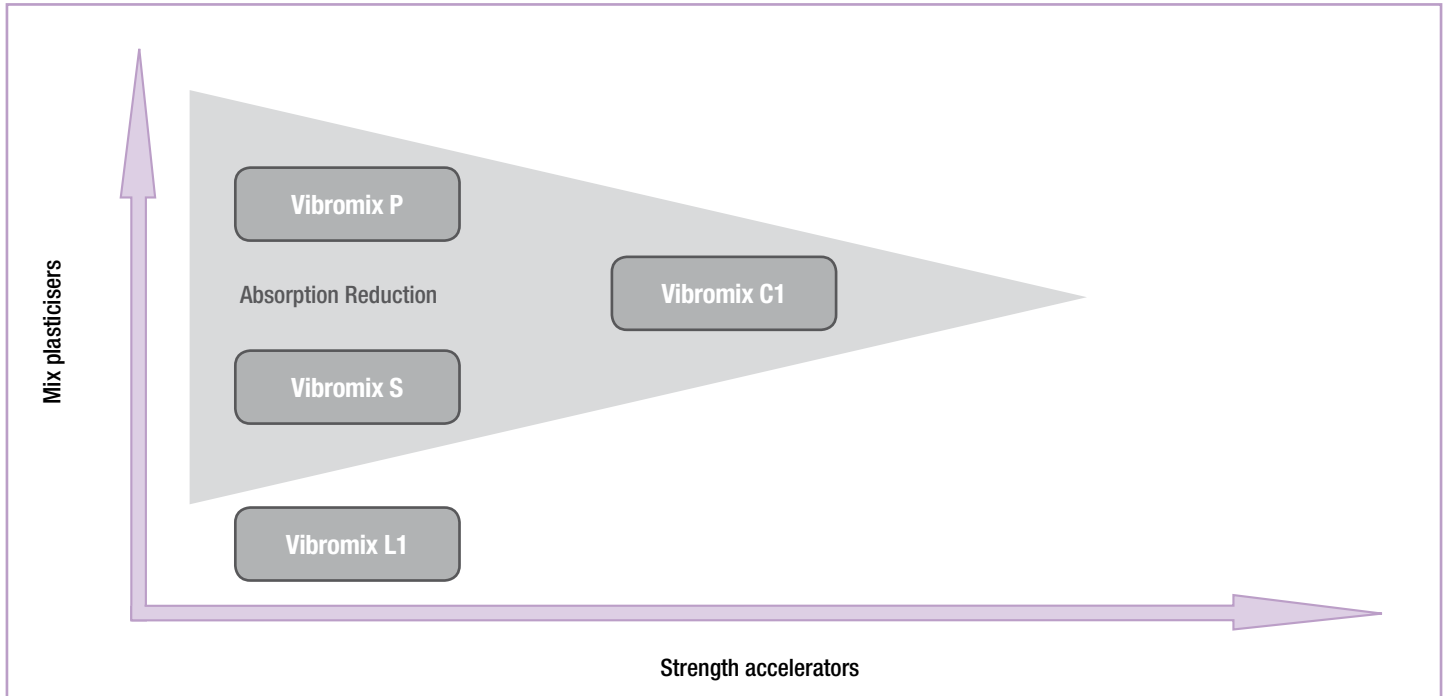 Mix plasticisers
Vibromix P
Absorption Reduction
Vibromix C1
Vibromix S
Vibromix L1
Strength accelerators